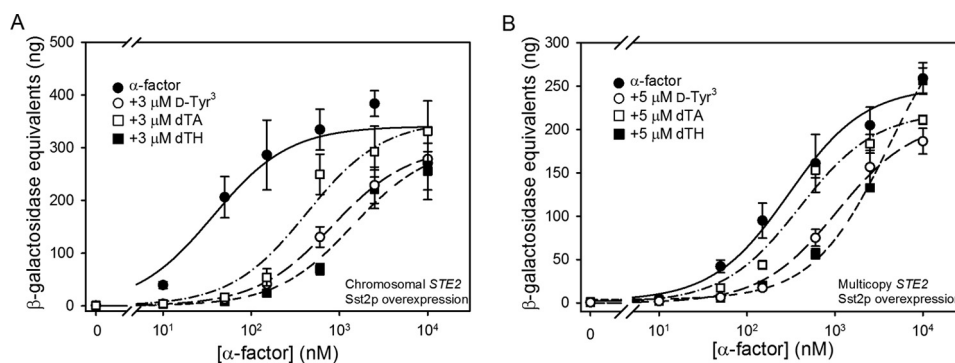 A
β-galactosidase equivalents (ng)
500
400
300
200
100
0
α-factor
+3 μM D-Tyr³
+3 μM dTA
+3 μM dTH
Chromosomal STE2
Sst2p overexpression
0
10¹
10²
10³
10⁴
[α-factor] (nM)
B
β-galactosidase equivalents (ng)
300
250
200
150
100
50
0
α-factor
+5 μM D-Tyr³
+5 μM dTA
+5 μM dTH
Multicopy STE2
Sst2p overexpression
0
10¹
10²
10³
10⁴
[α-factor] (nM)